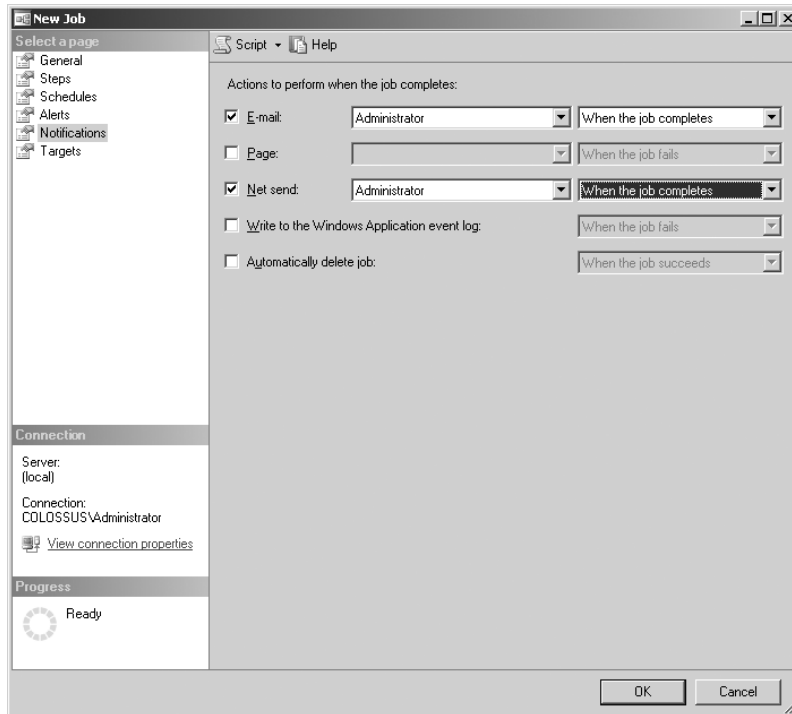 New Job
Select a page
General
Steps
Schedules
Alerts
Notifications
Targets
Script Help
Actions to perform when the job completes:
E-mail: Administrator When the job completes
Page: When the job fails
Net send: Administrator When the job completes
Write to the Windows Application event log: When the job fails
Automatically delete job: When the job succeeds
Connection
Server:
(local)
Connection:
COLOSSUS\Administrator
View connection properties
Progress
Ready
OK Cancel